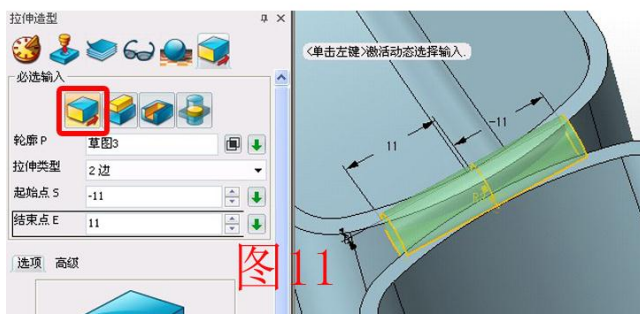 拉伸造型
必选输入
轮廓 P 草图3
拉伸类型 2 边
起始点 S -11
结束点 E 11
选项 高级
<单击左键>激活动态选择输入.
11
-11
图11